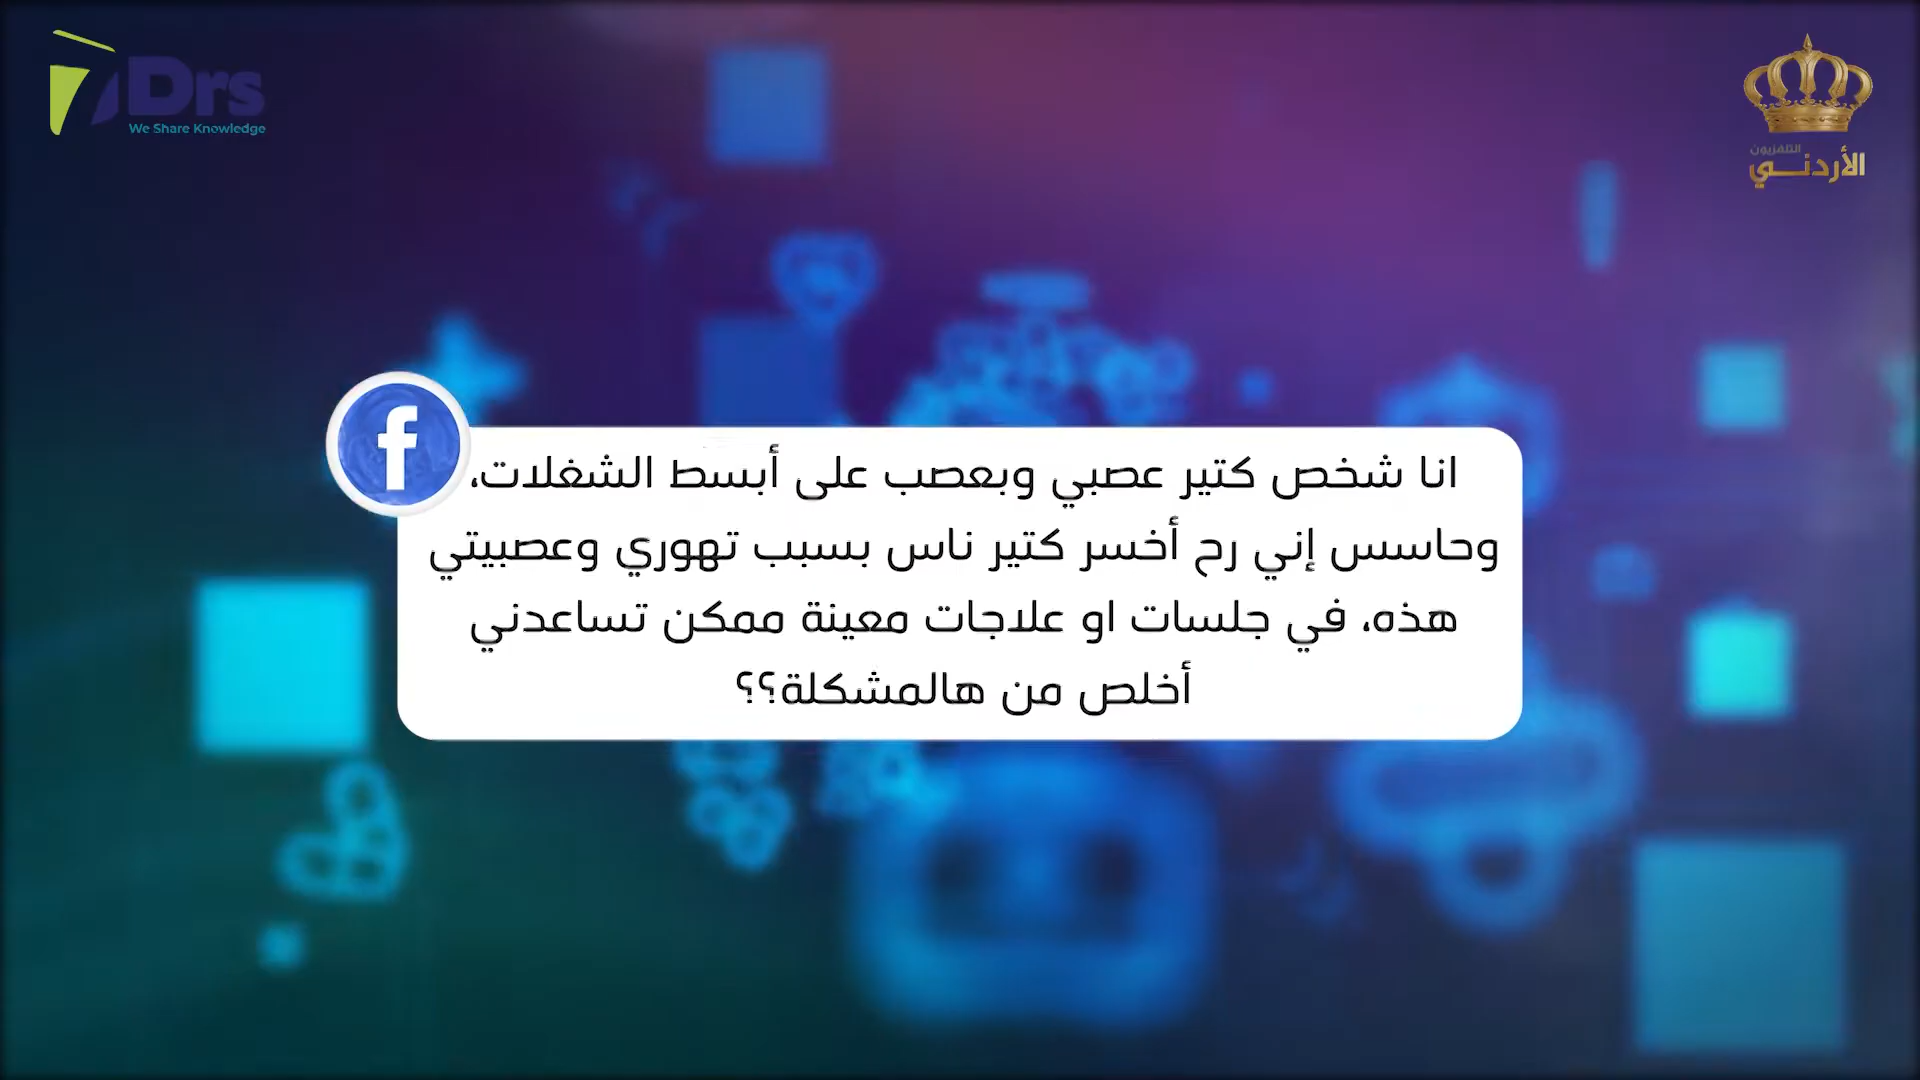 Drs
We Share Knowledge
التلفزيون
الأردنــي
انا شخص كتير عصبي وبعصب على أبسط الشغلات،
وحاسس إني رح أخسر كتير ناس بسبب تهوري وعصبيتي
هذه، في جلسات او علاجات معينة ممكن تساعدني
أخلص من هالمشكلة؟؟